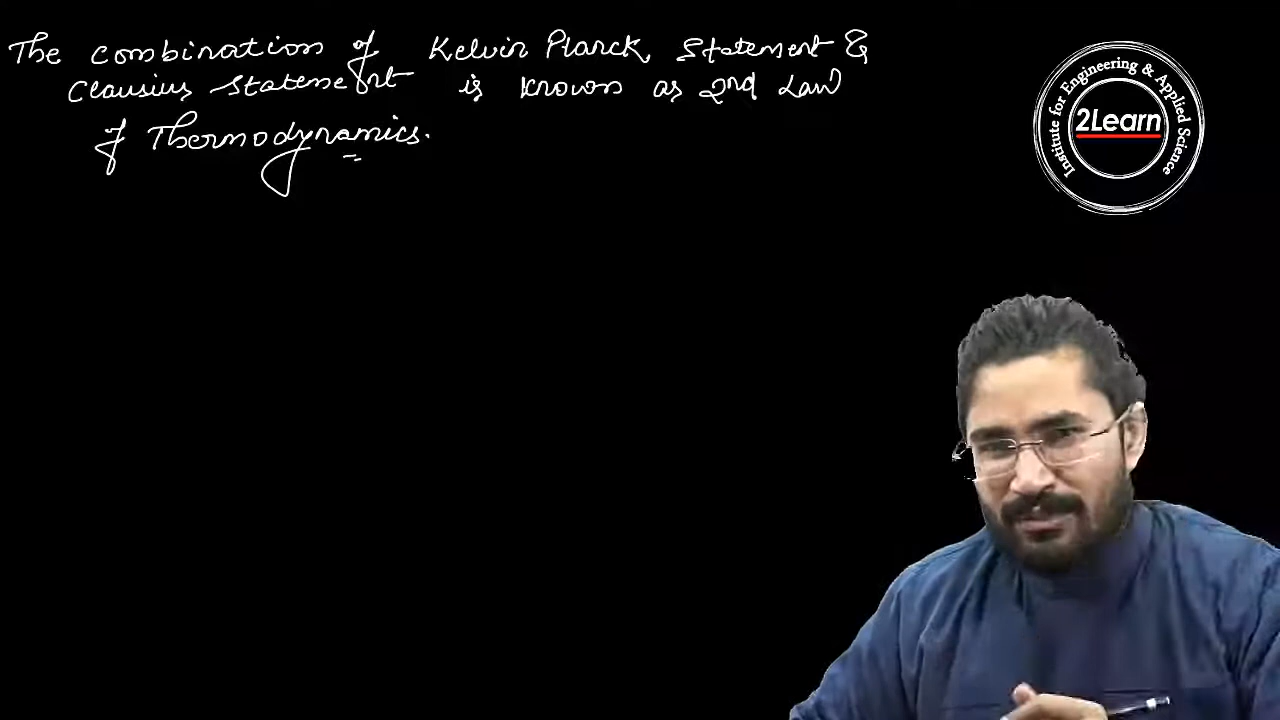 The combination of Kelvin Planck Statement &
Clausius Statement is known as 2nd Law
of Thermodynamics.
Institute for Engineering & Applied Science
2Learn